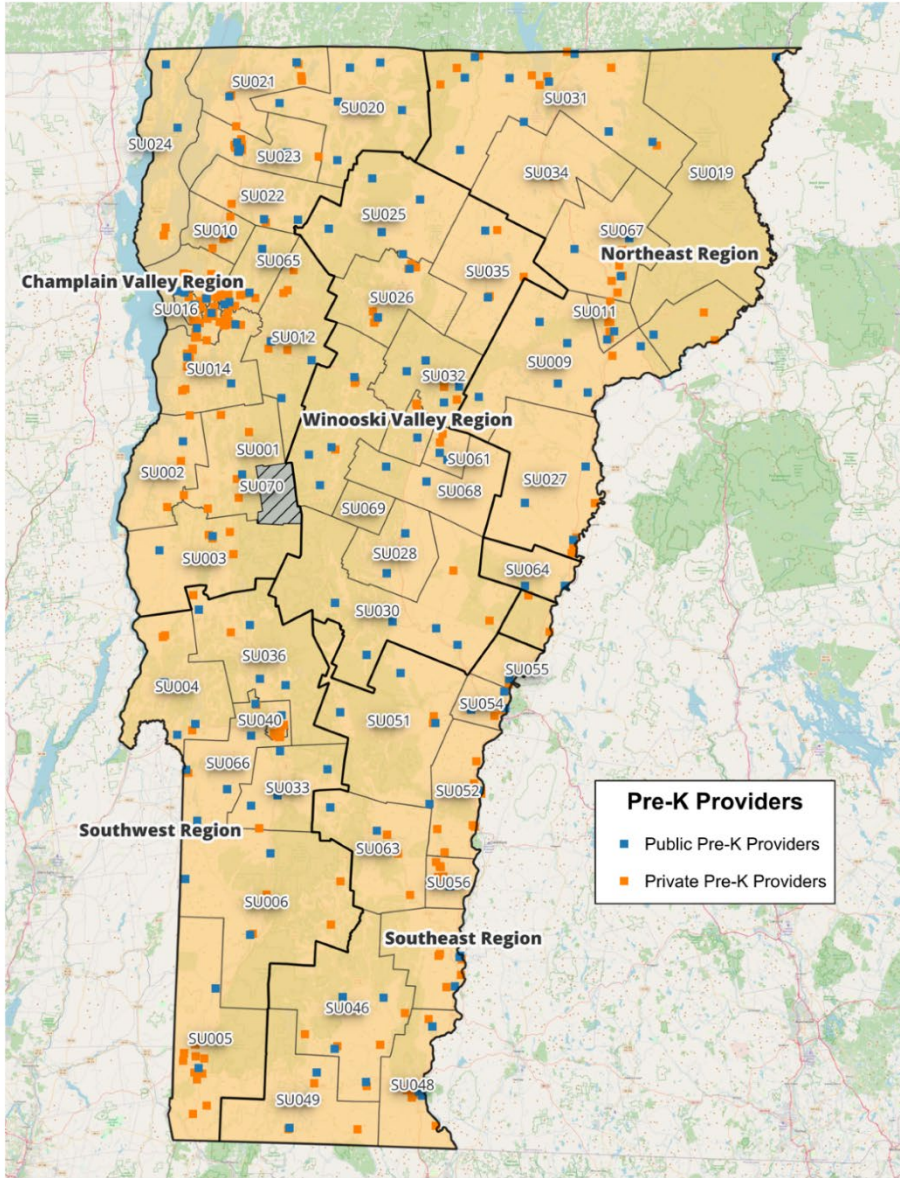 SU021
SU031
SU020
SU024
SU023
SU034
SU019
SU022
SU025
SU010
SU067
SU065
Northeast Region
SU035
Champlain Valley Region
SU026
SU016
SU011
SU012
SU009
SU014
SU032
Winooski Valley Region
SU001
SU061
SU002
SU027
SU070
SU068
SU069
SU028
SU003
SU064
SU030
SU036
SU055
SU004
SU054
SU040
SU051
SU066
SU033
SU052
Pre-K Providers
Southwest Region
Public Pre-K Providers
SU063
Private Pre-K Providers
SU056
SU006
Southeast Region
SU046
SU005
SU048
SU049